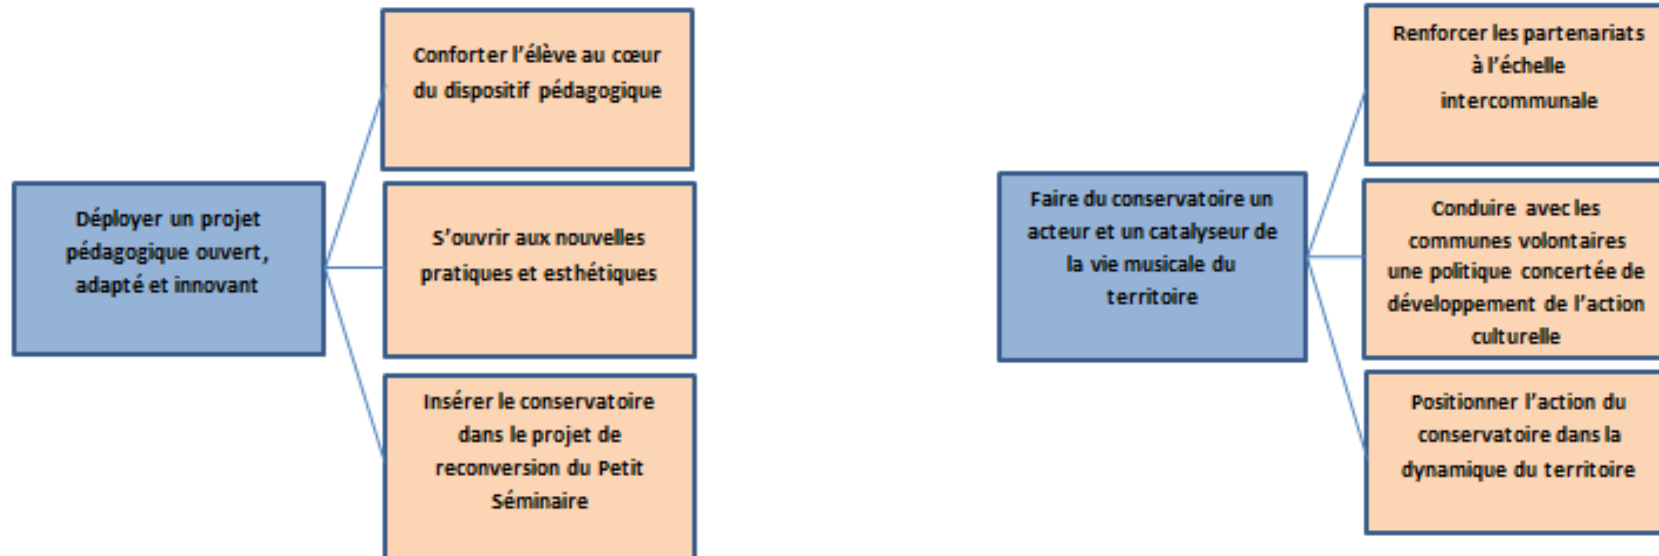 Déployer un projet
pédagogique ouvert,
adapté et innovant
Conforter l'élève au cœur
du dispositif pédagogique
S'ouvrir aux nouvelles
pratiques et esthétiques
Insérer le conservatoire
dans le projet de
reconversion du Petit
Séminaire
Faire du conservatoire un
acteur et un catalyseur de
la vie musicale du
territoire
Renforcer les partenariats
à l'échelle
intercommunale
Conduire avec les
communes volontaires
une politique concertée de
développement de l'action
culturelle
Positionner l'action du
conservatoire dans la
dynamique du territoire